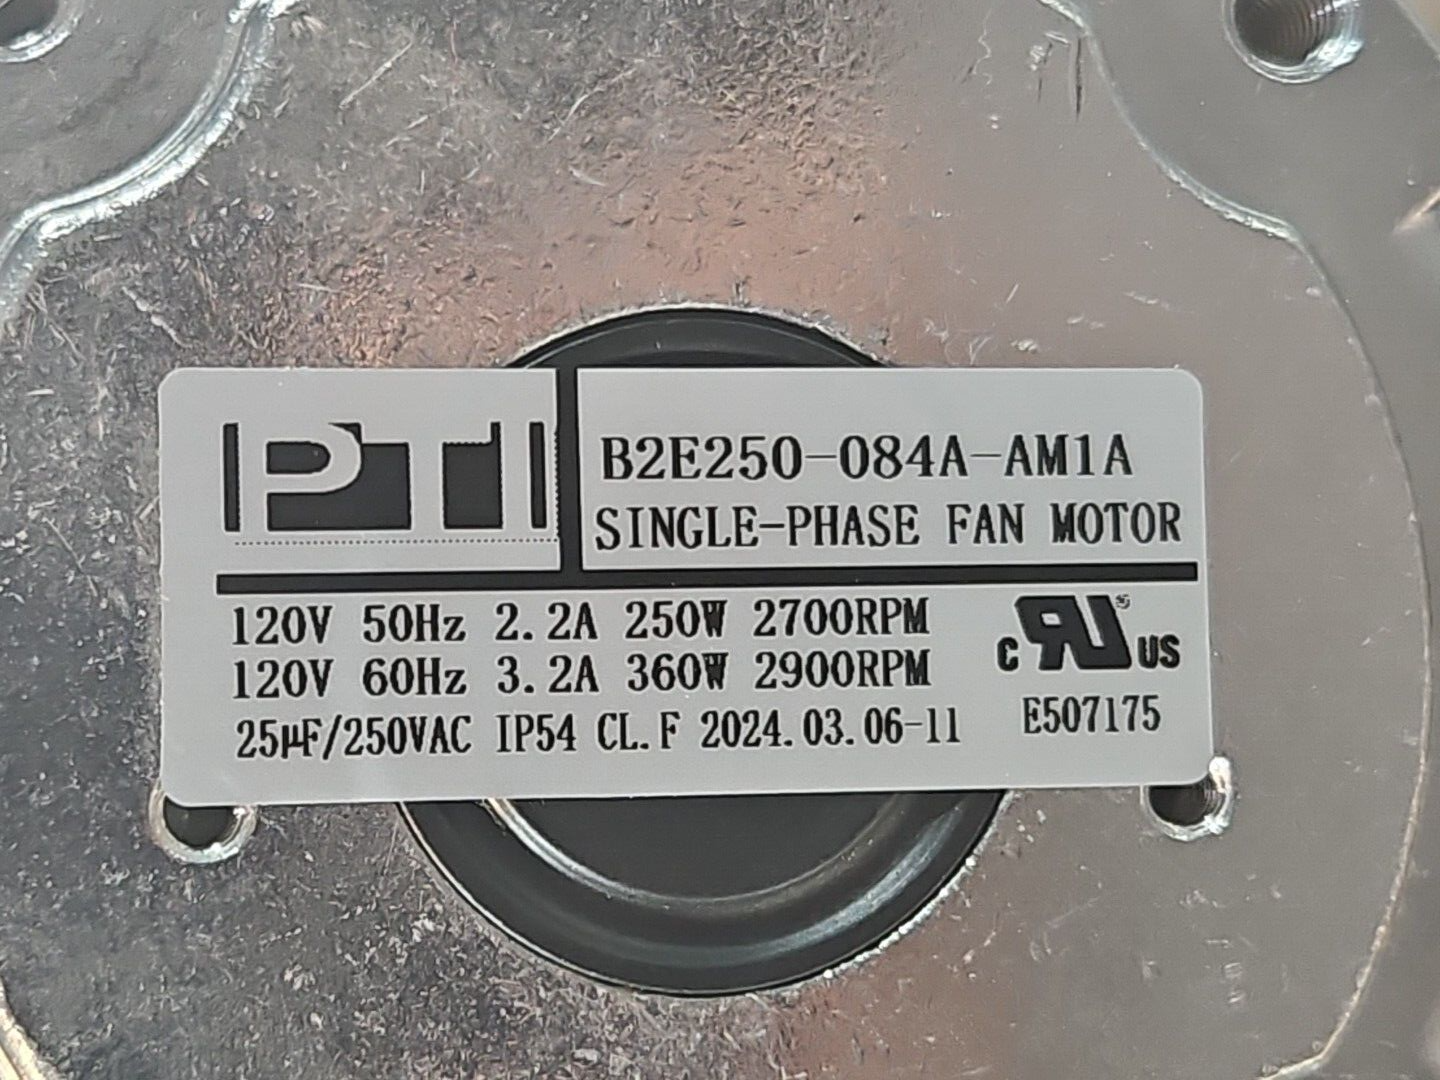 PTI
B2E250-084A-AM1A
SINGLE-PHASE FAN MOTOR
120V 50Hz 2.2A 250W 2700RPM
120V 60Hz 3.2A 360W 2900RPM
25μF/250VAC IP54 CL.F 2024.03.06-11
c RU ® US
E507175